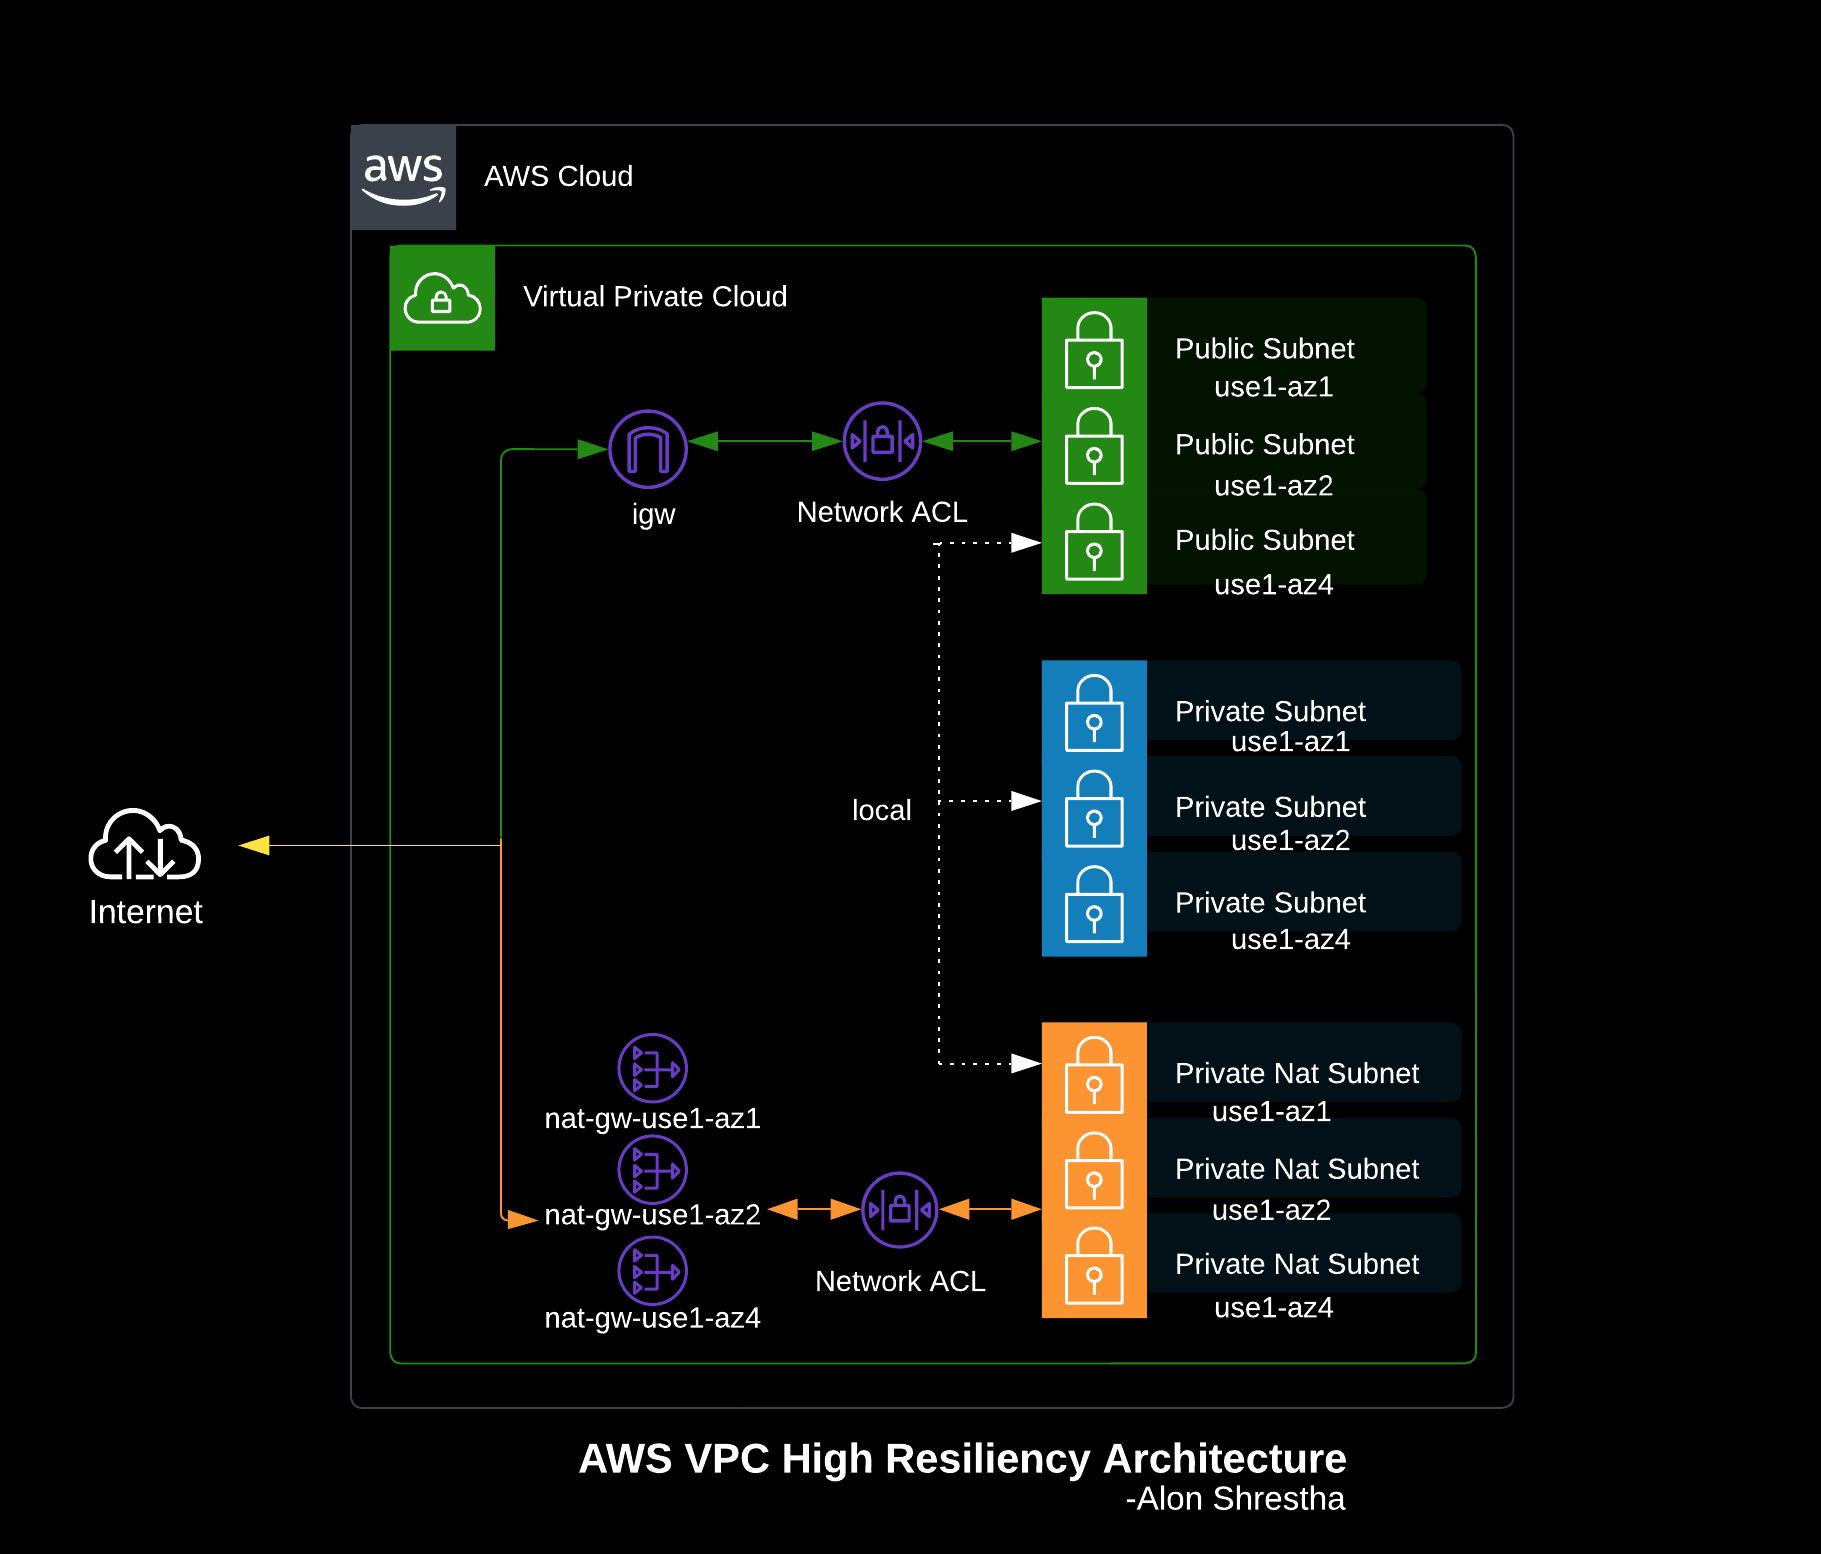 aws
AWS Cloud
Virtual Private Cloud
Public Subnet
use1-az1
Public Subnet
use1-az2
Public Subnet
use1-az4
igw
Network ACL
Private Subnet
use1-az1
Private Subnet
use1-az2
Private Subnet
use1-az4
local
Internet
Private Nat Subnet
use1-az1
Private Nat Subnet
use1-az2
Private Nat Subnet
use1-az4
nat-gw-use1-az1
nat-gw-use1-az2
nat-gw-use1-az4
Network ACL
AWS VPC High Resiliency Architecture
-Alon Shrestha